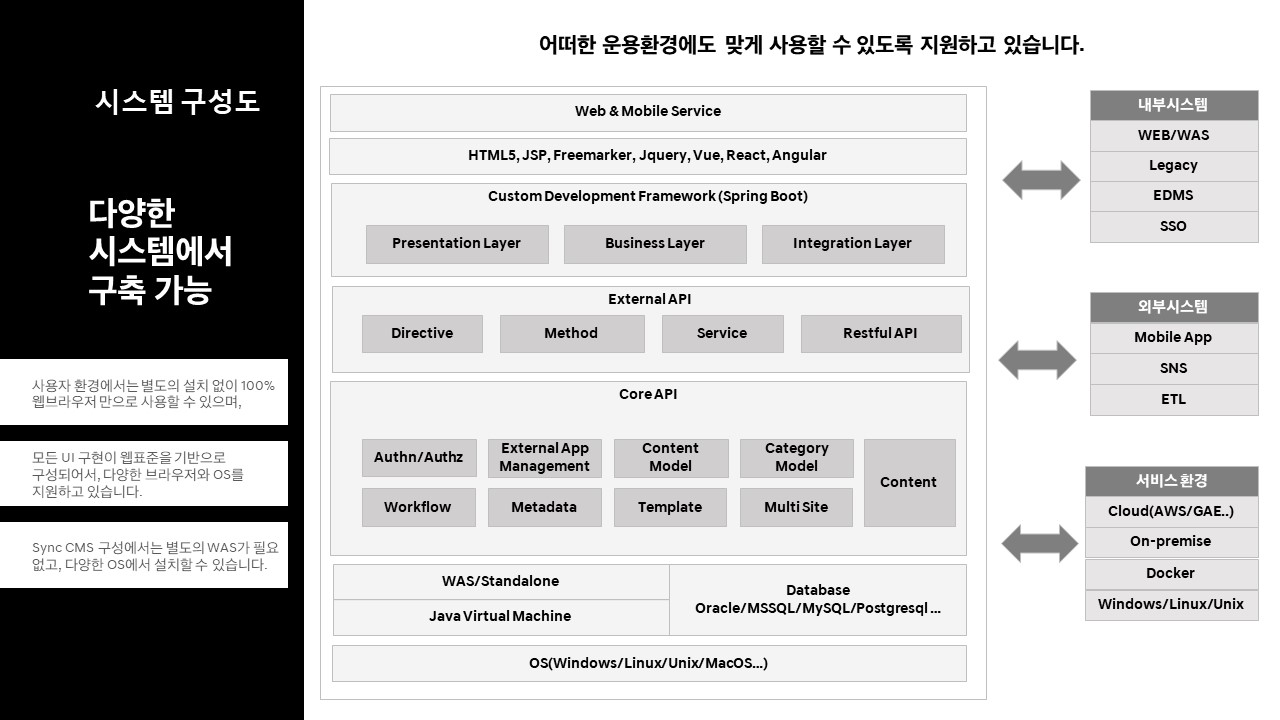 시스템 구성도
다양한
시스템에서
구축 가능
사용자 환경에서는 별도의 설치 없이 100%
웹브라우저 만으로 사용할 수 있으며,
모든 UI 구현이 웹표준을 기반으로
구성되어서, 다양한 브라우저와 OS를
지원하고 있습니다.
Sync CMS 구성에서는 별도의 WAS가 필요
없고, 다양한 OS에서 설치할 수 있습니다.
어떠한 운용환경에도 맞게 사용할 수 있도록 지원하고 있습니다.
Web & Mobile Service
HTML5, JSP, Freemarker, Jquery, Vue, React, Angular
Custom Development Framework (Spring Boot)
Presentation Layer
Business Layer
Integration Layer
External API
Directive
Method
Service
Restful API
Core API
Authn/Authz
External App
Management
Content
Model
Category
Model
Content
Workflow
Metadata
Template
Multi Site
WAS/Standalone
Java Virtual Machine
Database
Oracle/MSSQL/MySQL/Postgresql ...
OS(Windows/Linux/Unix/MacOS...)
내부시스템
WEB/WAS
Legacy
EDMS
SSO
외부시스템
Mobile App
SNS
ETL
서비스 환경
Cloud(AWS/GAE..)
On-premise
Docker
Windows/Linux/Unix